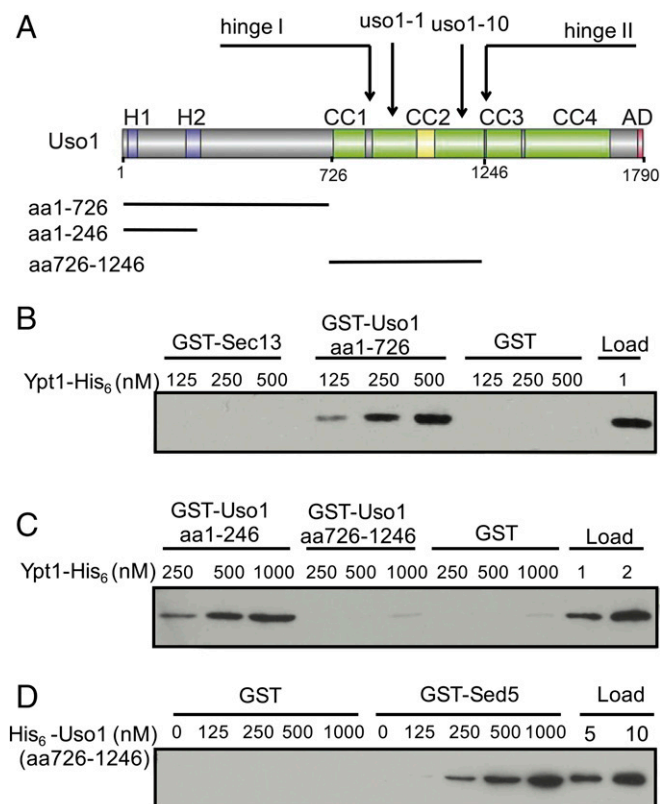 A
hinge I
uso1-1
uso1-10
hinge II
H1 H2 CC1 CC2 CC3 CC4 AD
Uso1
1 726 1246 1790
aa1-726
aa1-246
aa726-1246
B
GST-Sec13
GST-Uso1
aa1-726
GST
Load
Ypt1-His6 (nM) 125 250 500 125 250 500 125 250 500 1
C
GST-Uso1
aa1-246
GST-Uso1
aa726-1246
GST
Load
Ypt1-His6 (nM) 250 500 1000 250 500 1000 250 500 1000 1 2
D
GST
GST-Sed5
Load
His6 -Uso1 (nM) 0 125 250 500 1000 0 125 250 500 1000 5 10
(aa726-1246)